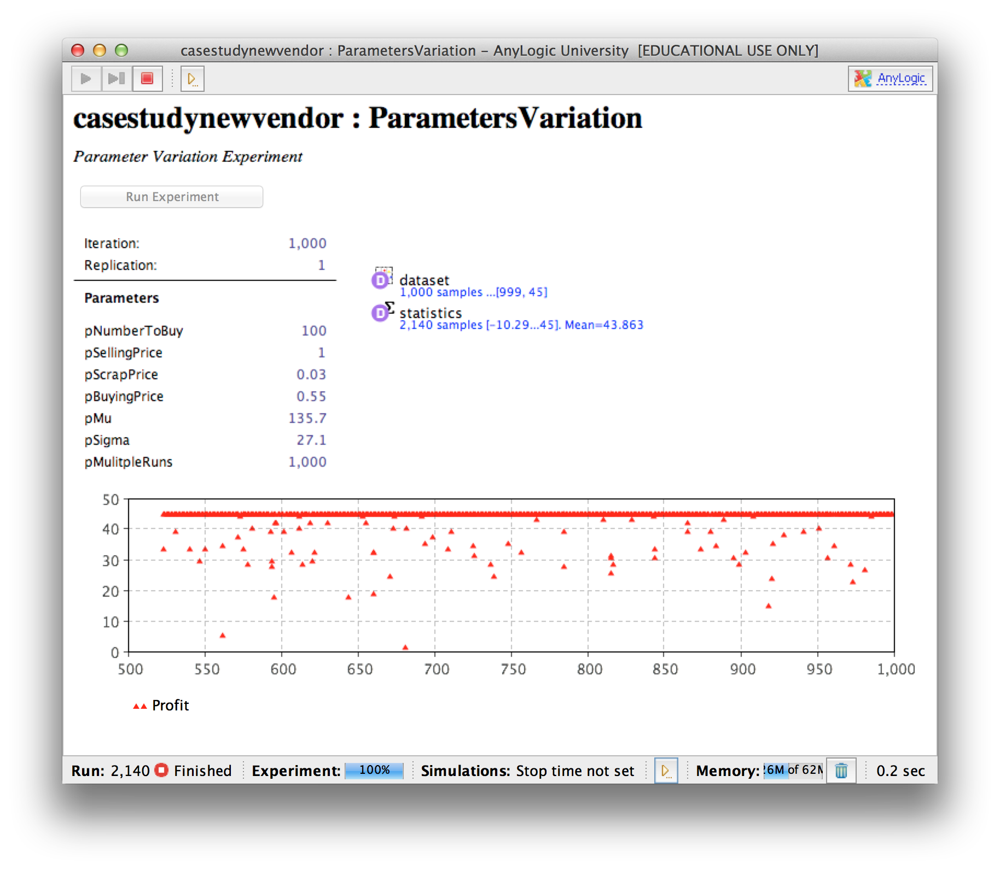 casestudynewvendor : ParametersVariation – AnyLogic University [EDUCATIONAL USE ONLY]
AnyLogic
casestudynewvendor : ParametersVariation
Parameter Variation Experiment
Run Experiment
Iteration: 1,000
Replication: 1
Parameters
pNumberToBuy 100
pSellingPrice 1
pScrapPrice 0.03
pBuyingPrice 0.55
pMu 135.7
pSigma 27.1
pMulitpleRuns 1,000
D dataset
1,000 samples ...[999, 45]
D Σ statistics
2,140 samples [-10.29...45]. Mean=43.863
50
40
30
20
10
0
500 550 600 650 700 750 800 850 900 950 1,000
Profit
Run: 2,140 Finished Experiment: 100% Simulations: Stop time not set Memory: 26M of 62M 0.2 sec